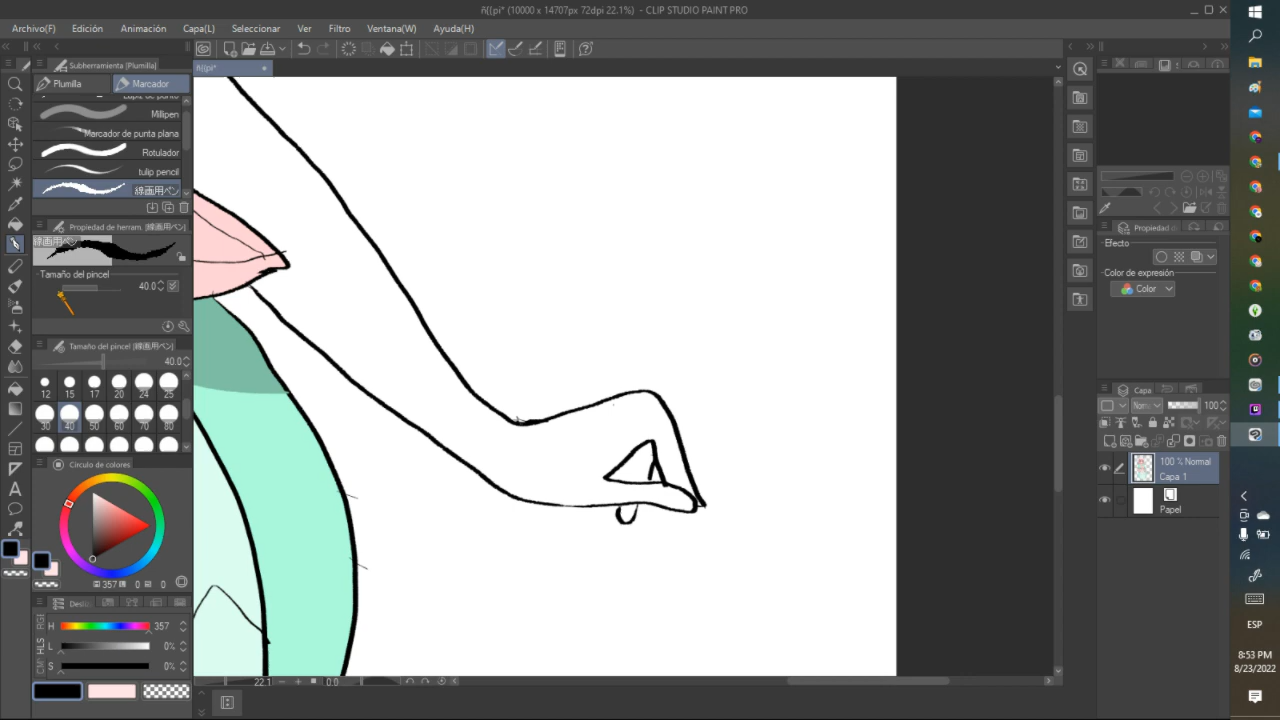 ñ{{pi* (10000 x 14707px 72dpi 22.1%) - CLIP STUDIO PAINT PRO
Archivo(F) Edición Animación Capa(L) Seleccionar Ver Filtro Ventana(W) Ayuda(H)
Subherramienta [Plumilla]
ñ{{pi*
Plumilla Marcador
Millipen
Marcador de punta plana
Rotulador
tulip pencil
線画用ペン
Propiedad de herram. [線画用ペン]
線画用ペン
Tamaño del pincel 40.0
Tamaño del pincel [線画用ペン]
40.0
12 15 17 20 24 25
30 40 50 60 70 80
Círculo de colores
357 0 0
H 357
L 0%
S 0%
22.1 0.0
Propiedad
Efecto
Color de expresión
Color
Capa
100
100 % Normal
Capa 1
Papel
ESP
8:53 PM
8/23/2022